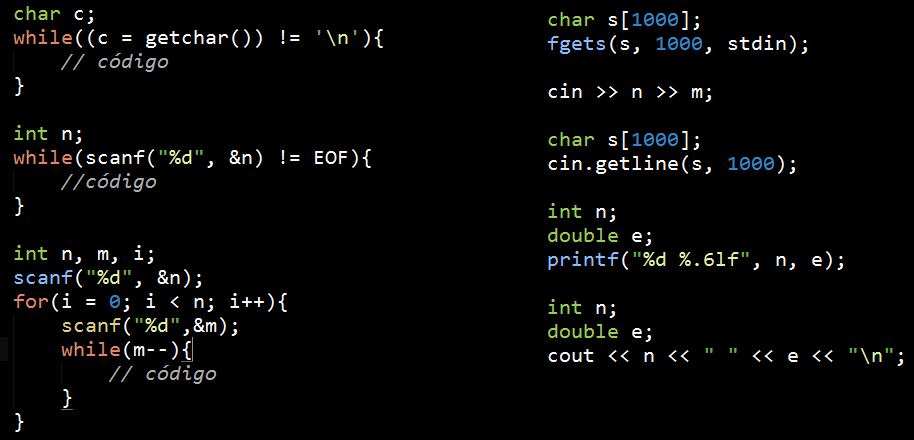 char c;
while((c = getchar()) != '\n'){
    // código
}

int n;
while(scanf("%d", &n) != EOF){
    //código
}

int n, m, i;
scanf("%d", &n);
for(i = 0; i < n; i++){
    scanf("%d",&m);
    while(m--){
        // código
    }
}

char s[1000];
fgets(s, 1000, stdin);

cin >> n >> m;

char s[1000];
cin.getline(s, 1000);

int n;
double e;
printf("%d %.6lf", n, e);

int n;
double e;
cout << n << " " << e << "\n";